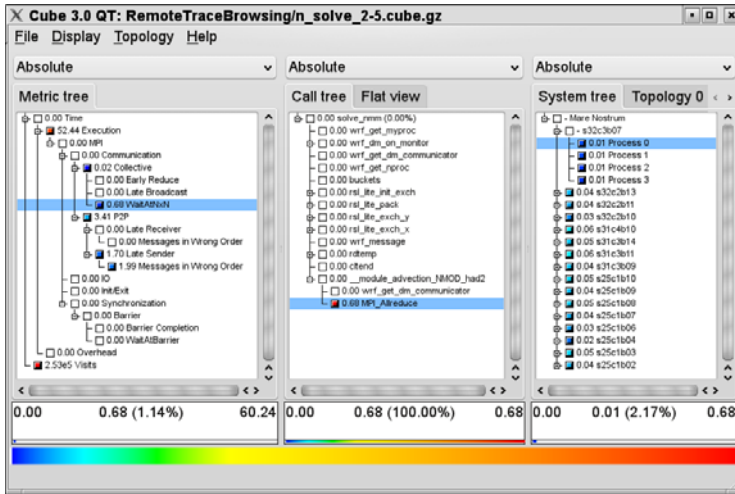 Cube 3.0 QT: RemoteTraceBrowsing/n_solve_2-5.cube.gz
File Display Topology Help
Absolute
Metric tree
0.00 Time
52.44 Execution
0.00 MPI
0.00 Communication
0.02 Collective
0.00 Early Reduce
0.00 Late Broadcast
0.68 WaitAtNxN
3.41 P2P
0.00 Late Receiver
0.00 Messages in Wrong Order
1.70 Late Sender
1.99 Messages in Wrong Order
0.00 IO
0.00 Init/Exit
0.00 Synchronization
0.00 Barrier
0.00 Barrier Completion
0.00 WaitAtBarrier
0.00 Overhead
2.53e5 Visits
0.00 0.68 (1.14%) 60.24
Absolute
Call tree Flat view
0.00 solve_nmm (0.00%)
0.00 wrf_get_myproc
0.00 wrf_dm_on_monitor
0.00 wrf_get_dm_communicator
0.00 wrf_get_nproc
0.00 buckets
0.00 rsl_lite_init_exch
0.00 rsl_lite_pack
0.00 rsl_lite_exch_y
0.00 rsl_lite_exch_x
0.00 wrf_message
0.00 rdtemp
0.00 cltend
0.00 __module_advection_NMOD_had2
0.00 wrf_get_dm_communicator
0.68 MPI_Allreduce
0.00 0.68 (100.00%) 0.68
Absolute
System tree Topology 0
- Mare Nostrum
- s32c3b07
0.01 Process 0
0.01 Process 1
0.01 Process 2
0.01 Process 3
0.04 s32c2b13
0.04 s32c2b11
0.03 s32c2b10
0.06 s31c4b10
0.05 s31c3b14
0.06 s31c3b11
0.04 s31c3b09
0.05 s25c1b10
0.04 s25c1b09
0.05 s25c1b08
0.04 s25c1b07
0.06 s25c1b06
0.02 s25c1b04
0.05 s25c1b03
0.04 s25c1b02
0.00 0.01 (2.17%) 0.68